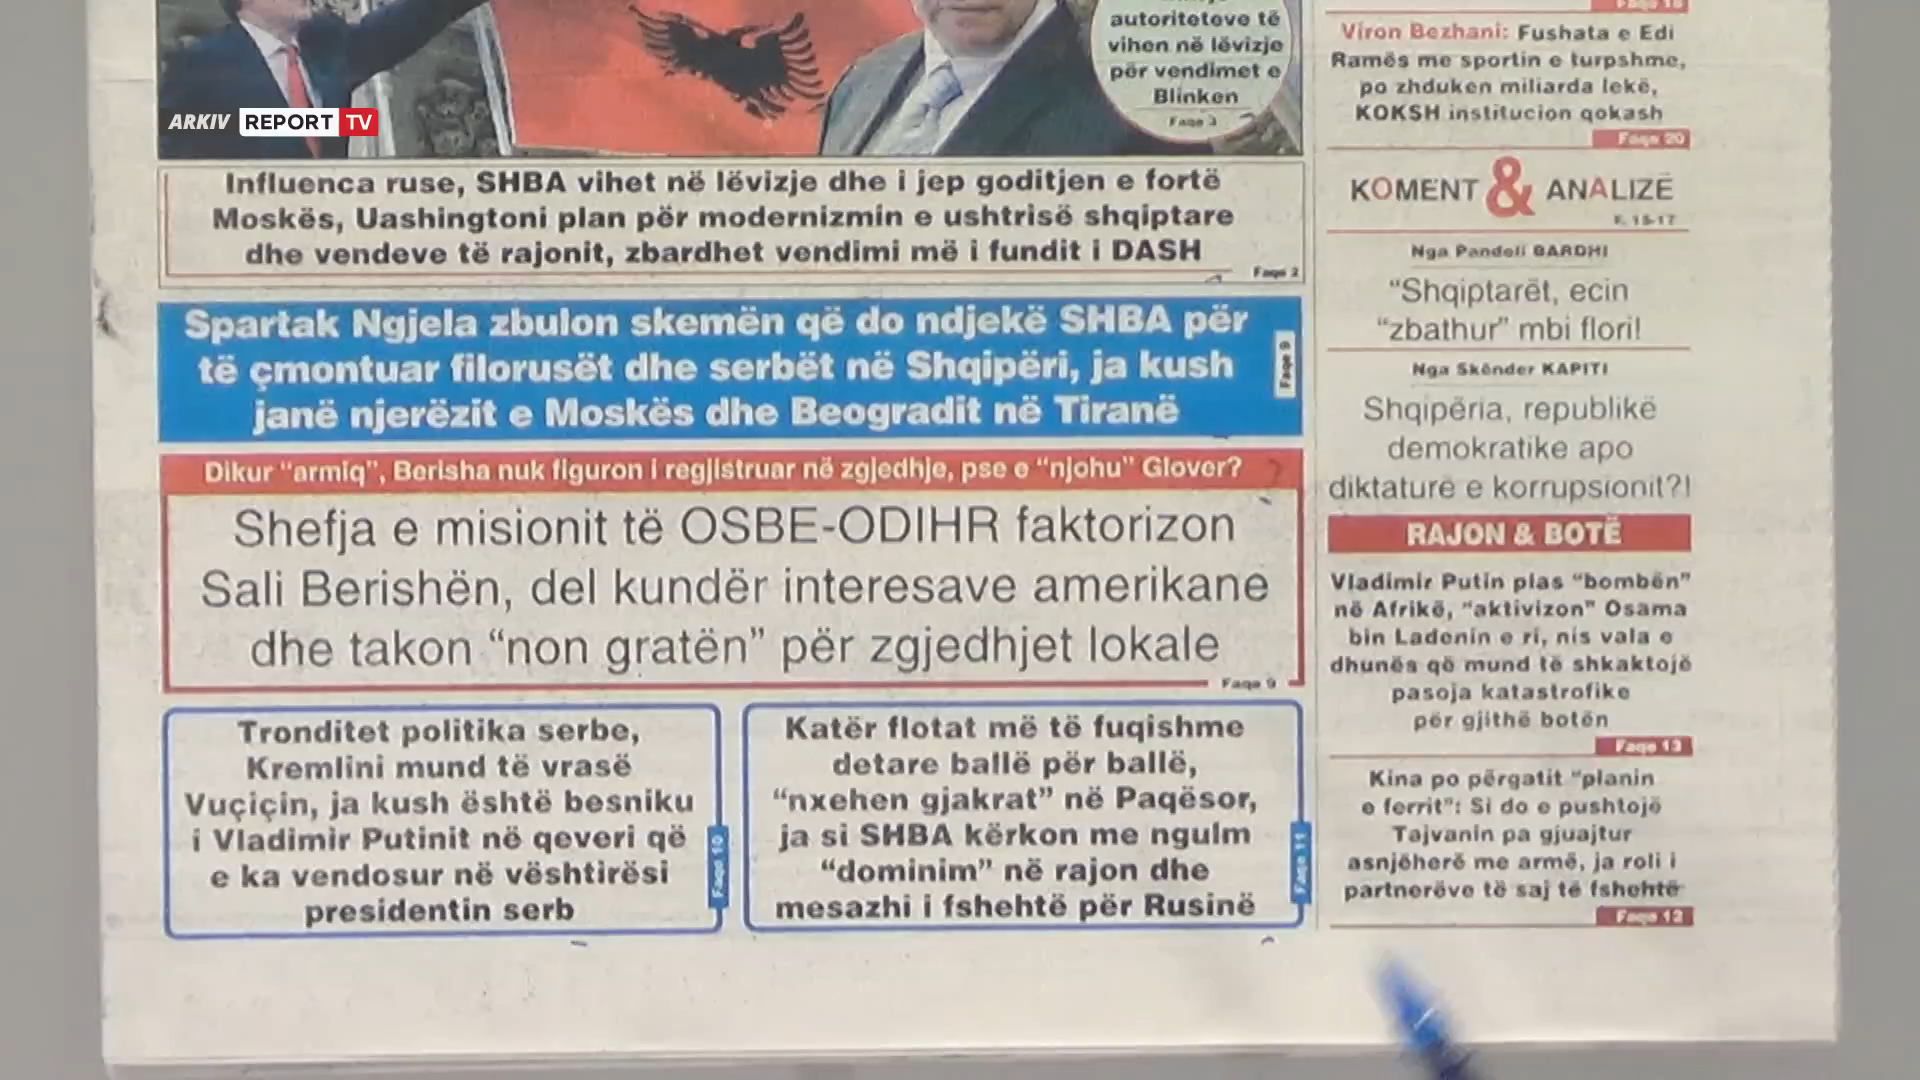 ARKIV REPORT TV
autoriteteve të
vihen në lëvizje
për vendimet e
Blinken
Faqe 3
Influenca ruse, SHBA vihet në lëvizje dhe i jep goditjen e fortë
Moskës, Uashingtoni plan për modernizmin e ushtrisë shqiptare
dhe vendeve të rajonit, zbardhet vendimi më i fundit i DASH
Faqe 2
Spartak Ngjela zbulon skemën që do ndjekë SHBA për
të çmontuar filorusët dhe serbët në Shqipëri, ja kush
janë njerëzit e Moskës dhe Beogradit në Tiranë
Faqe 9
Dikur “armiq”, Berisha nuk figuron i regjistruar në zgjedhje, pse e “njohu” Glover?
Shefja e misionit të OSBE-ODIHR faktorizon
Sali Berishën, del kundër interesave amerikane
dhe takon “non gratën” për zgjedhjet lokale
Faqe 9
Tronditet politika serbe,
Kremlini mund të vrasë
Vuçiçin, ja kush është besniku
i Vladimir Putinit në qeveri që
e ka vendosur në vështirësi
presidentin serb
Faqe 10
Katër flotat më të fuqishme
detare ballë për ballë,
“nxehen gjakrat” në Paqësor,
ja si SHBA kërkon me ngulm
“dominim” në rajon dhe
mesazhi i fshehtë për Rusinë
Faqe 11
Viron Bezhani: Fushata e Edi
Ramës me sportin e turpshme,
po zhduken miliarda lekë,
KOKSH institucion qokash
Faqe 20
KOMENT & ANALIZË
F. 15-17
Nga Pandeli BARDHI
“Shqiptarët, ecin
“zbathur” mbi flori!
Nga Skënder KAPITI
Shqipëria, republikë
demokratike apo
diktaturë e korrupsionit?!
RAJON & BOTË
Vladimir Putin plas “bombën”
në Afrikë, “aktivizon” Osama
bin Ladenin e ri, nis vala e
dhunës që mund të shkaktojë
pasoja katastrofike
për gjithë botën
Faqe 13
Kina po përgatit “planin
e ferrit”: Si do e pushtojë
Tajvanin pa gjuajtur
asnjëherë me armë, ja roli i
partnerëve të saj të fshehtë
Faqe 12